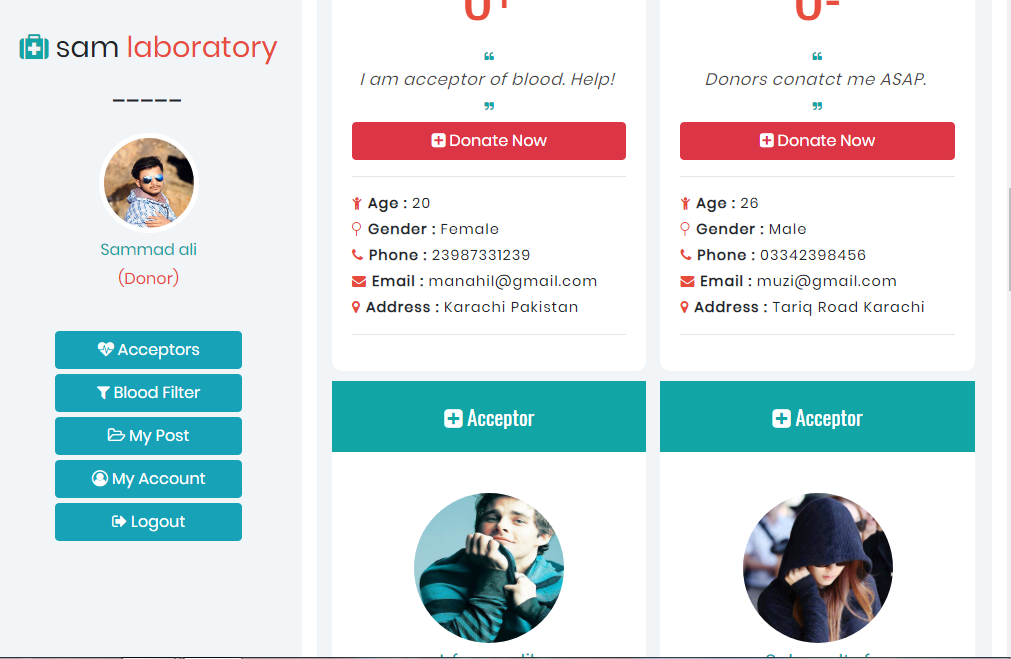 sam laboratory
_____
Sammad ali
(Donor)
Acceptors
Blood Filter
My Post
My Account
Logout
“
I am acceptor of blood. Help!
”
Donate Now
Age : 20
Gender : Female
Phone : 23987331239
Email : manahil@gmail.com
Address : Karachi Pakistan
Acceptor
“
Donors conatct me ASAP.
”
Donate Now
Age : 26
Gender : Male
Phone : 03342398456
Email : muzi@gmail.com
Address : Tariq Road Karachi
Acceptor